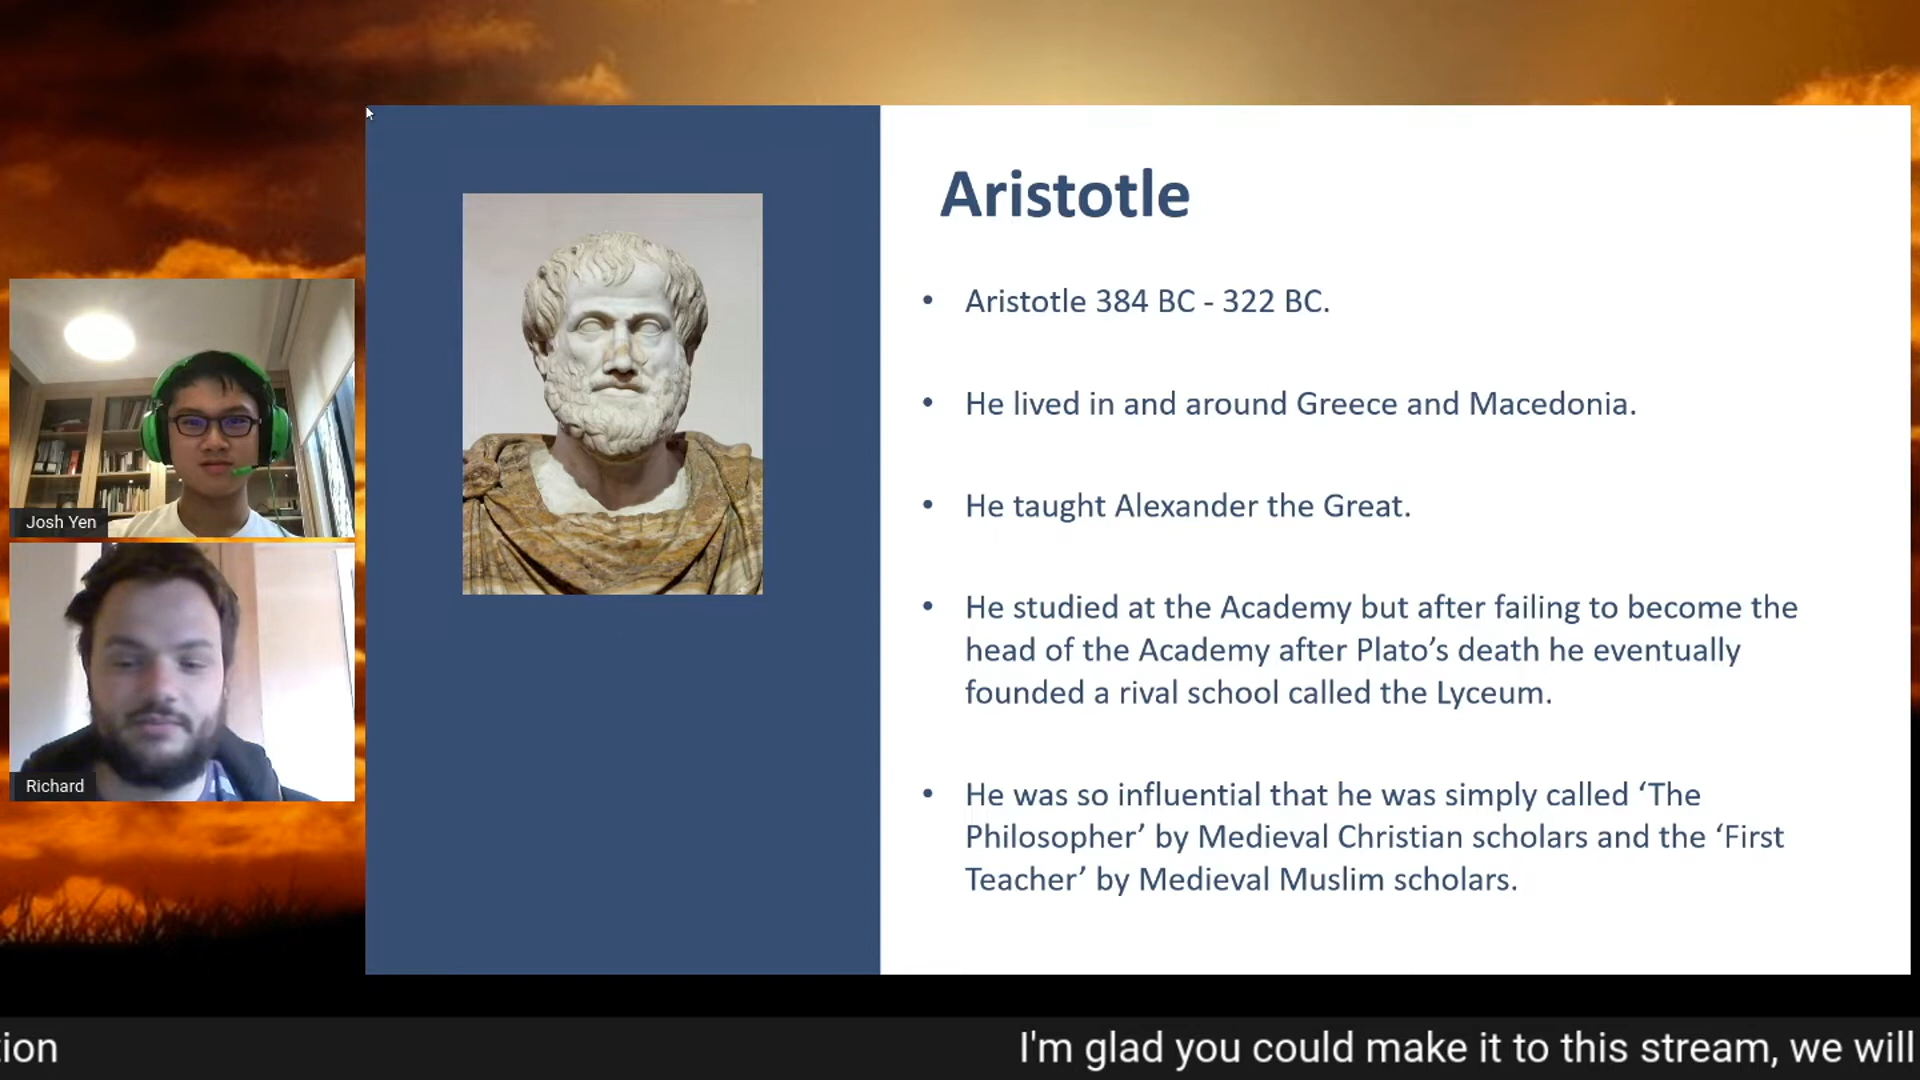 Aristotle
• Aristotle 384 BC - 322 BC.
• He lived in and around Greece and Macedonia.
• He taught Alexander the Great.
• He studied at the Academy but after failing to become the
head of the Academy after Plato’s death he eventually
founded a rival school called the Lyceum.
• He was so influential that he was simply called ‘The
Philosopher’ by Medieval Christian scholars and the ‘First
Teacher’ by Medieval Muslim scholars.
Josh Yen
Richard
tion I'm glad you could make it to this stream, we will